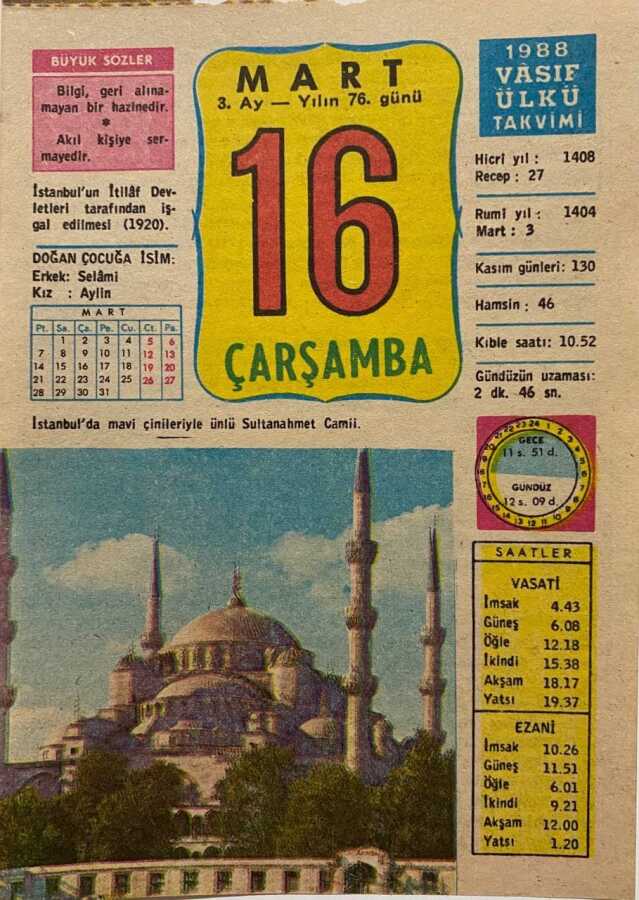 BÜYÜK SÖZLER
Bilgi, geri alına-
mayan bir hazinedir.
*
Akıl kişiye ser-
mayedir.
İstanbul'un İtilâf Dev-
letleri tarafından iş-
gal edilmesi (1920).
DOĞAN ÇOCUĞA İSİM:
Erkek: Selâmi
Kız : Aylin
MART
Pt. Sa. Ça. Pe. Cu. Ct. Pa.
1 2 3 4 5 6
7 8 9 10 11 12 13
14 15 16 17 18 19 20
21 22 23 24 25 26 27
28 29 30 31
MART
3. Ay — Yılın 76. günü
16
ÇARŞAMBA
1988
VÂSIF
ÜLKÜ
TAKVİMİ
Hicri yıl : 1408
Recep : 27
Rumi yıl : 1404
Mart : 3
Kasım günleri: 130
Hamsin : 46
Kıble saatı: 10.52
Gündüzün uzaması:
2 dk. 46 sn.
İstanbul'da mavi çinileriyle ünlü Sultanahmet Camii.
GECE
11 s. 51 d.
GÜNDÜZ
12 s. 09 d.
SAATLER
VASATİ
İmsak 4.43
Güneş 6.08
Öğle 12.18
İkindi 15.38
Akşam 18.17
Yatsı 19.37
EZANİ
İmsak 10.26
Güneş 11.51
Öğle 6.01
İkindi 9.21
Akşam 12.00
Yatsı 1.20